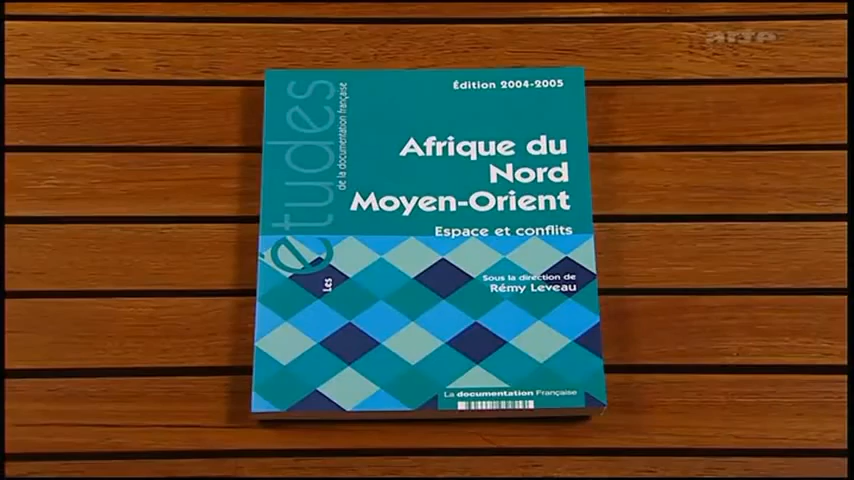 arte
Édition 2004-2005
Les études
de la documentation française
Afrique du
Nord
Moyen-Orient
Espace et conflits
Sous la direction de
Rémy Leveau
La documentation Française